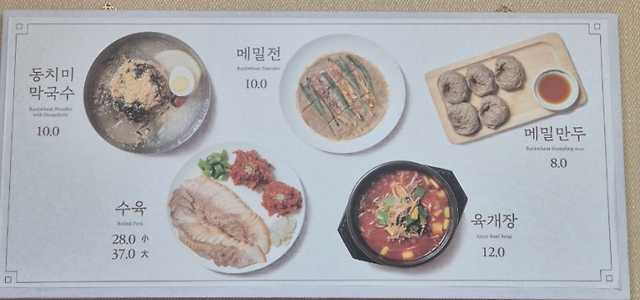 동치미
막국수
Buckwheat Noodles
with Dongchimi
10.0
메밀전
Buckwheat Pancake
10.0
메밀만두
Buckwheat Dumpling
8.0
수육
Boiled Pork
28.0 小
37.0 大
육개장
Spicy Beef Soup
12.0